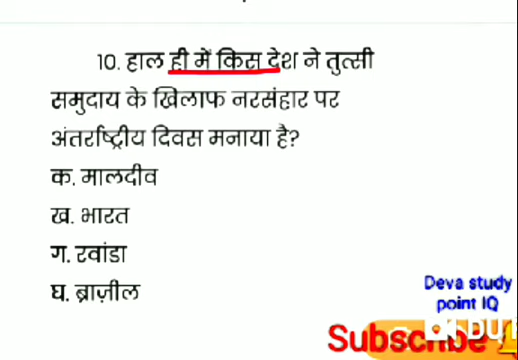 10. हाल ही में किस देश ने तुत्सी
समुदाय के खिलाफ नरसंहार पर
अंतर्राष्ट्रीय दिवस मनाया है?
क. मालदीव
ख. भारत
ग. रवांडा
घ. ब्राज़ील
Deva study
point IQ
Subscribe